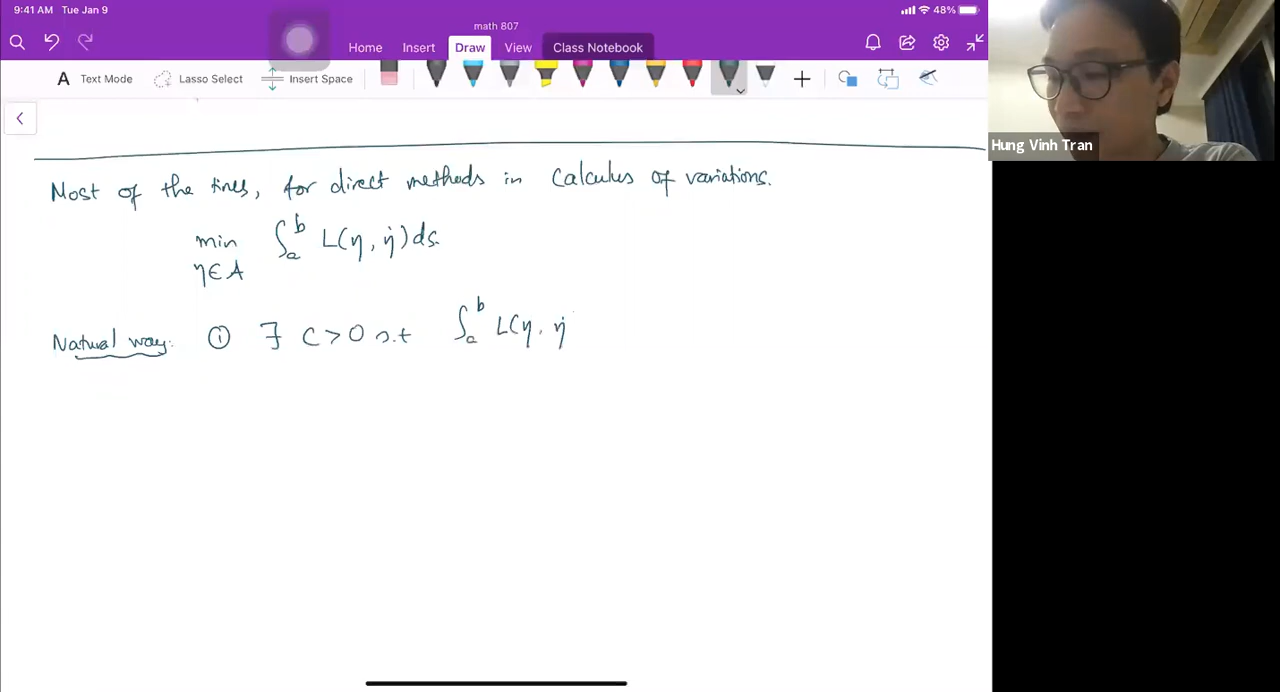 9:41 AM Tue Jan 9
48%
math 807
Home Insert Draw View Class Notebook
A Text Mode Lasso Select Insert Space
Hung Vinh Tran
Most of the times, for direct methods in Calculus of variations.
min ∫_a^b L(η, η̇) ds.
η∈A
Natural way: ① ∃ C > 0 s.t ∫_a^b L(η, η̇